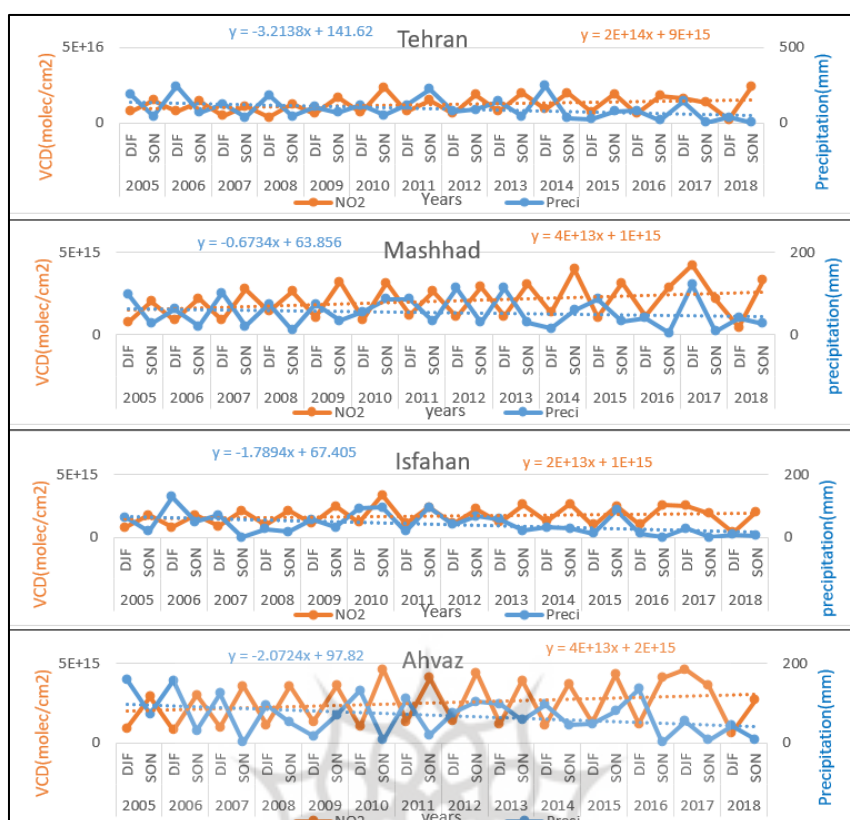 y = -3.2138x + 141.62
Tehran
y = 2E+14x + 9E+15
VCD(molec/cm2)
5E+16
0
500
0
Precipitation(mm)
DJF SON DJF SON DJF SON DJF SON DJF SON DJF SON DJF SON DJF SON DJF SON DJF SON DJF SON DJF SON DJF SON DJF SON
2005 2006 2007 2008 2009 2010 2011 2012 2013 2014 2015 2016 2017 2018
NO2 Years Preci
y = -0.6734x + 63.856
Mashhad
y = 4E+13x + 1E+15
VCD(molec/cm2)
5E+15
0
200
0
precipitation(mm)
DJF SON DJF SON DJF SON DJF SON DJF SON DJF SON DJF SON DJF SON DJF SON DJF SON DJF SON DJF SON DJF SON DJF SON
2005 2006 2007 2008 2009 2010 2011 2012 2013 2014 2015 2016 2017 2018
NO2 years Preci
y = -1.7894x + 67.405
Isfahan
y = 2E+13x + 1E+15
VCD(molec/cm2)
5E+15
0
200
0
precipitation(mm)
DJF SON DJF SON DJF SON DJF SON DJF SON DJF SON DJF SON DJF SON DJF SON DJF SON DJF SON DJF SON DJF SON DJF SON
2005 2006 2007 2008 2009 2010 2011 2012 2013 2014 2015 2016 2017 2018
NO2 Years Preci
y = -2.0724x + 97.82
Ahvaz
y = 4E+13x + 2E+15
VCD(molec/cm2)
5E+15
0
200
0
Precipitation(mm)
DJF SON DJF SON DJF SON DJF SON DJF SON DJF SON DJF SON DJF SON DJF SON DJF SON DJF SON DJF SON DJF SON DJF SON
2005 2006 2007 2008 2009 2010 2011 2012 2013 2014 2015 2016 2017 2018
NO2 years Preci